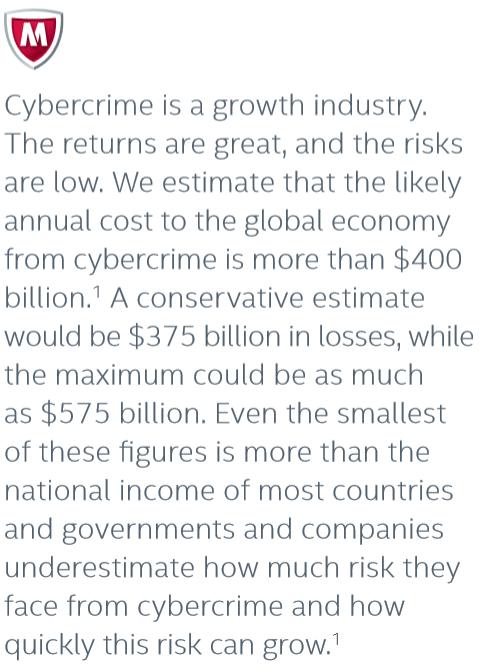 M
Cybercrime is a growth industry.
The returns are great, and the risks
are low. We estimate that the likely
annual cost to the global economy
from cybercrime is more than $400
billion.¹ A conservative estimate
would be $375 billion in losses, while
the maximum could be as much
as $575 billion. Even the smallest
of these figures is more than the
national income of most countries
and governments and companies
underestimate how much risk they
face from cybercrime and how
quickly this risk can grow.¹